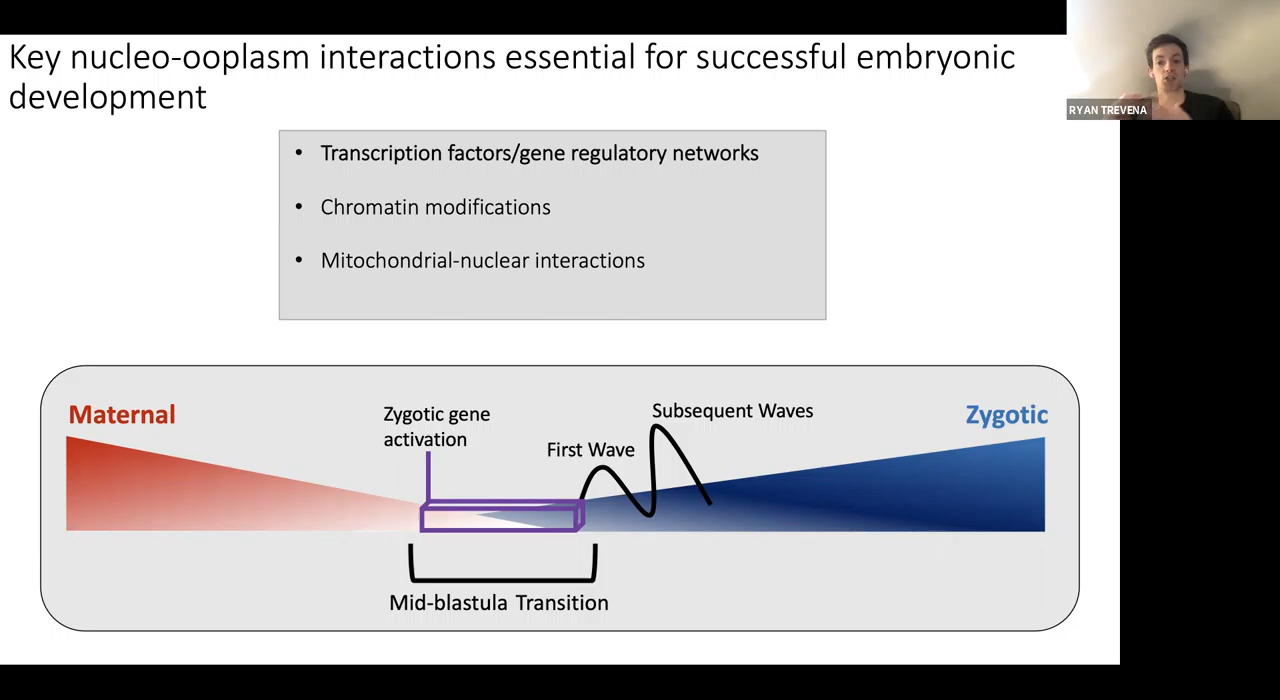 Key nucleo-ooplasm interactions essential for successful embryonic
development
RYAN TREVENA
• Transcription factors/gene regulatory networks
• Chromatin modifications
• Mitochondrial-nuclear interactions
Maternal
Zygotic gene
activation
First Wave
Subsequent Waves
Zygotic
Mid-blastula Transition